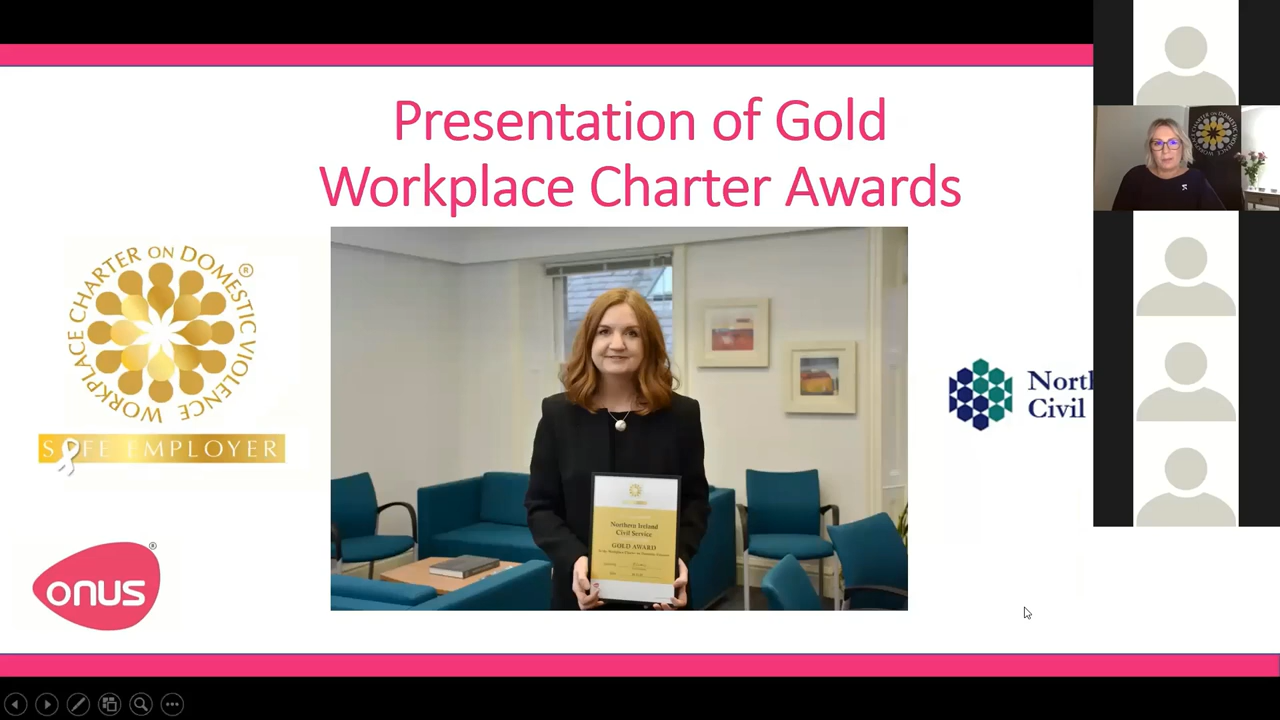 Presentation of Gold
Workplace Charter Awards
WORKPLACE CHARTER ON DOMESTIC VIOLENCE
®
SAFE EMPLOYER
Northern Ireland
Civil Service
GOLD AWARD
North
Civil
onus
®